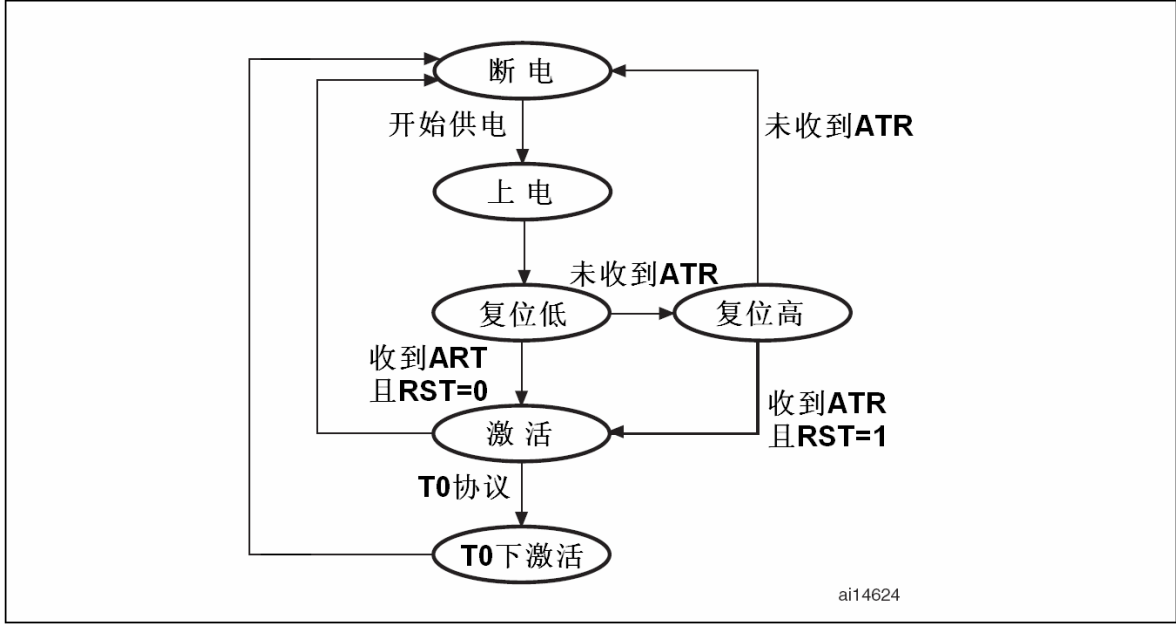 断 电
开始供电
未收到ATR
上 电
未收到ATR
复位低
复位高
收到ART
且RST=0
收到ATR
且RST=1
激 活
T0协议
T0下激活
ai14624